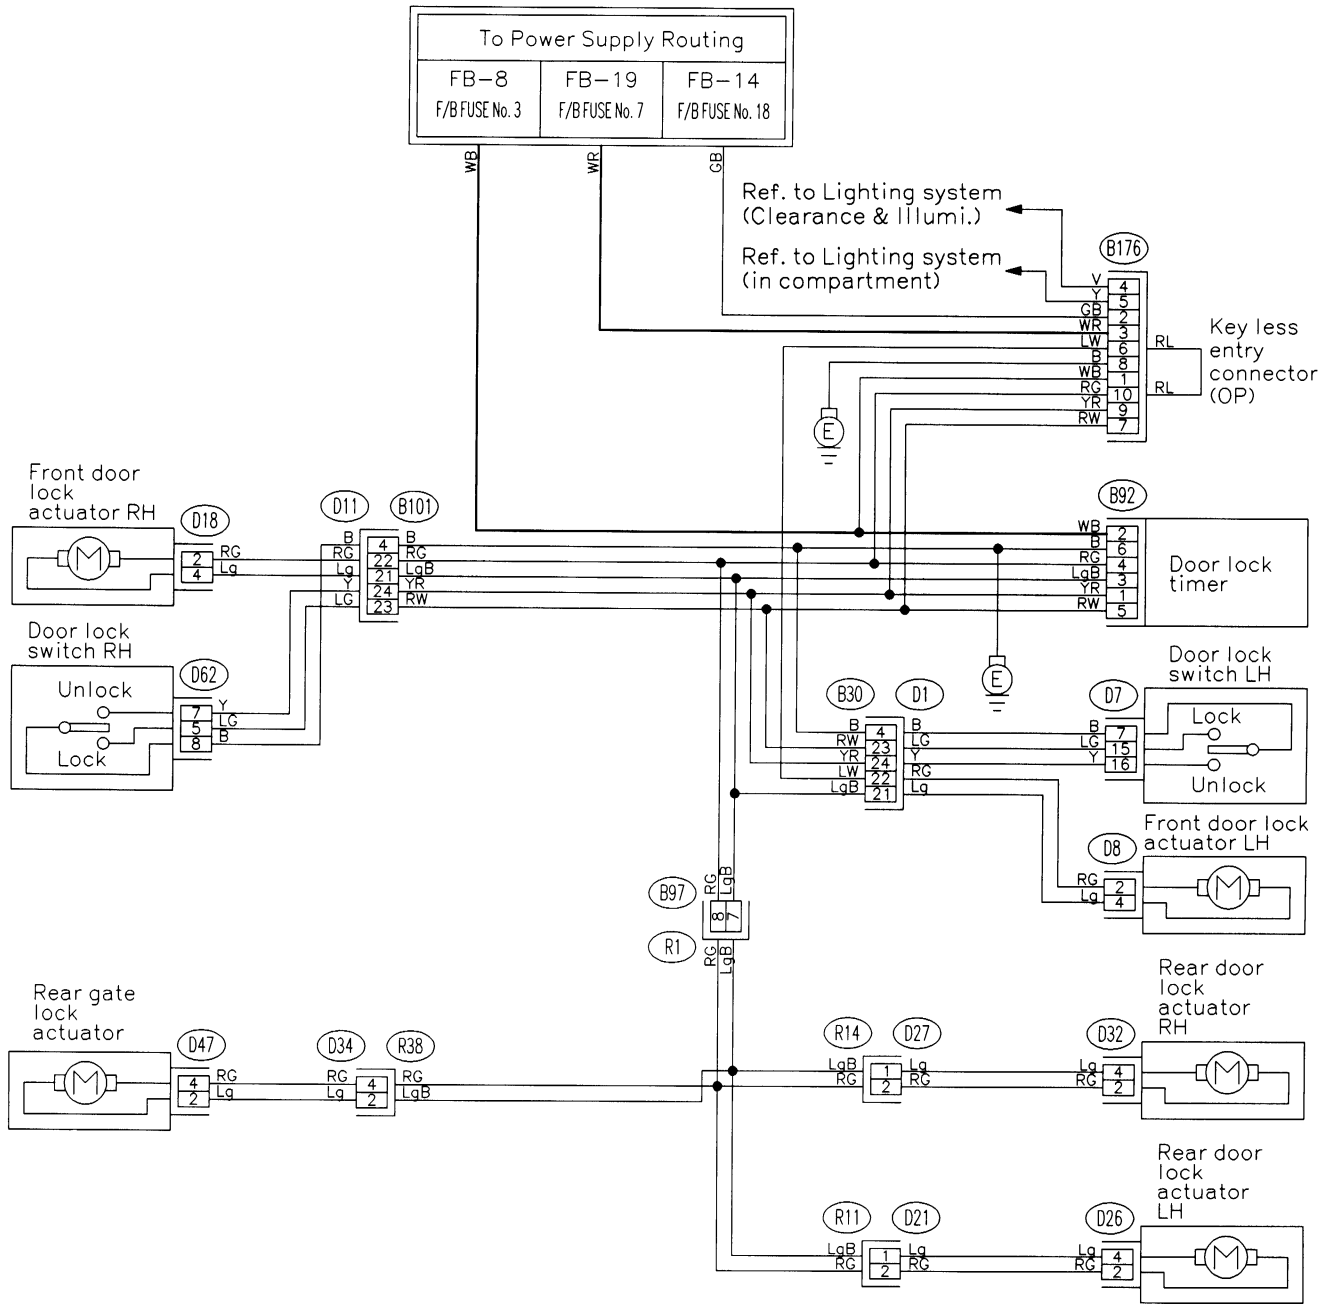 To Power Supply Routing
FB-8 FB-19 FB-14
F/B FUSE No. 3 F/B FUSE No. 7 F/B FUSE No. 18
WB WR GB
Ref. to Lighting system
(Clearance & Illumi.)
Ref. to Lighting system
(in compartment)
B176
V 4
Y 5
GB 2
WR 3
LW 6
B 8
WB 1
RG 10
YR 9
RW 7
RL
RL
Key less
entry
connector
(OP)
E
Front door
lock
actuator RH
M
D18
2 RG
4 Lg
D11 B101
B 4 B
RG 22 RG
Lg 21 LgB
Y 24 YR
LG 23 RW
B92
WB 2
B 6
RG 4
LgB 3
YR 1
RW 5
Door lock
timer
Door lock
switch RH
Unlock
Lock
D62
7 Y
5 LG
8 B
E
B30 D1
B 4 B
RW 23 LG
YR 24 Y
LW 22 RG
LgB 21 Lg
Door lock
switch LH
D7
B 7
LG 15
Y 16
Lock
Unlock
Front door lock
actuator LH
D8
RG 2
Lg 4
M
RG LgB
B97
8 7
R1
RG LgB
Rear gate
lock
actuator
M
D47
4 RG
2 Lg
D34 R38
RG 4 RG
Lg 2 LgB
R14 D27
LgB 1 Lg
RG 2 RG
Rear door
lock
actuator
RH
D32
Lg 4
RG 2
M
R11 D21
LgB 1 Lg
RG 2 RG
Rear door
lock
actuator
LH
D26
Lg 4
RG 2
M